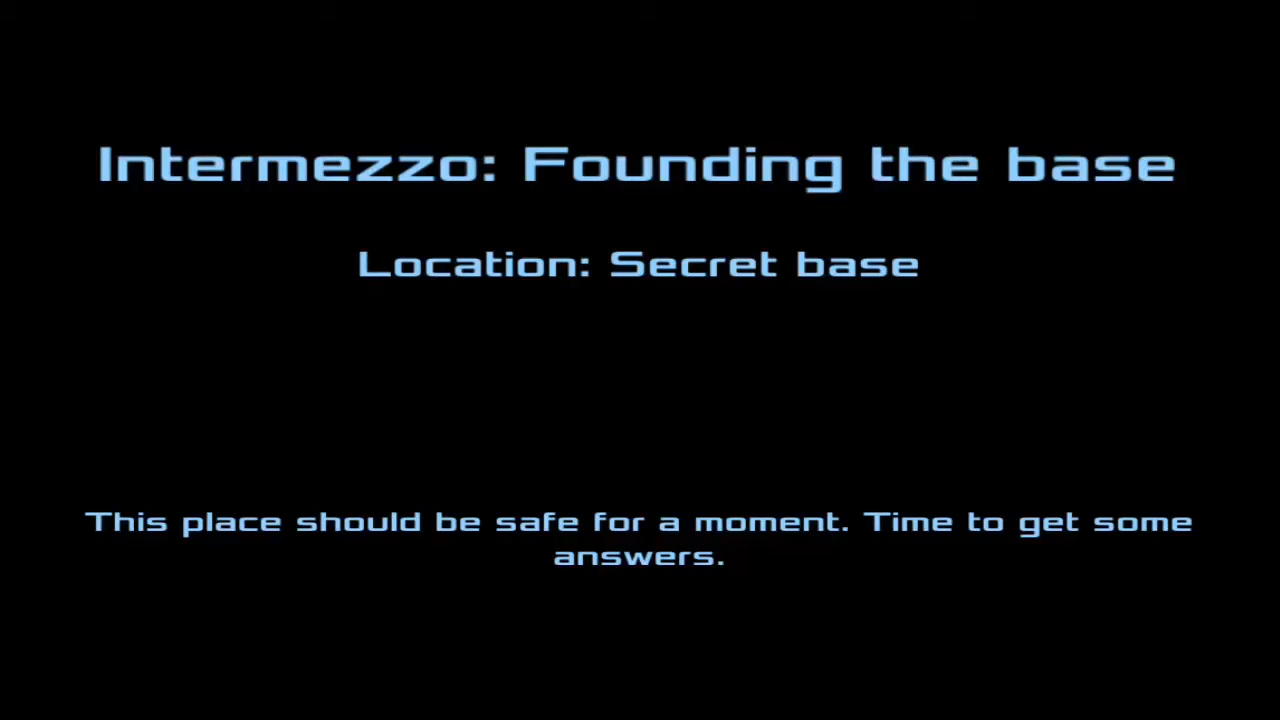 Intermezzo: Founding the base
Location: Secret base
This place should be safe for a moment. Time to get some
answers.